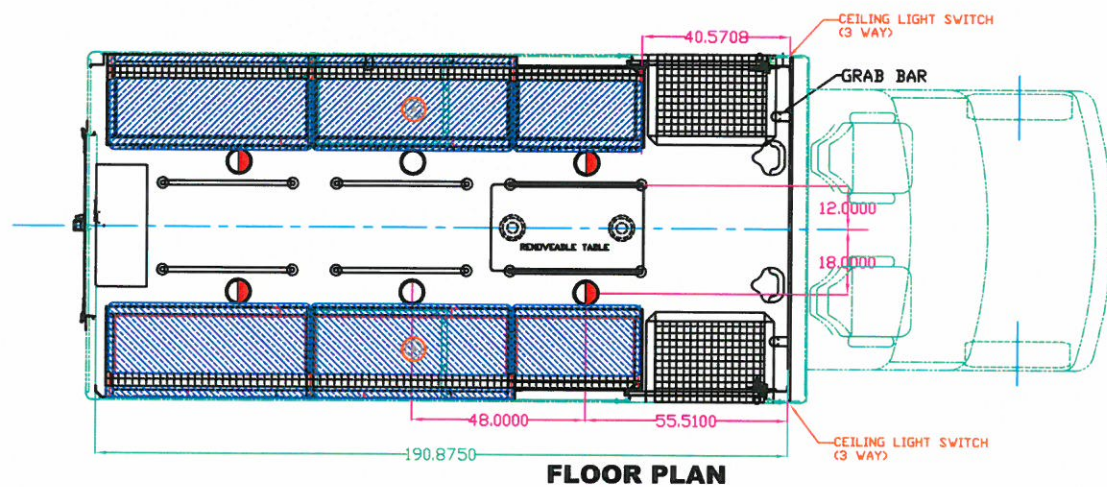 CEILING LIGHT SWITCH
(3 WAY)
40.5708
GRAB BAR
12.0000
REMOVEABLE TABLE
18.0000
48.0000
55.5100
CEILING LIGHT SWITCH
(3 WAY)
190.8750
FLOOR PLAN